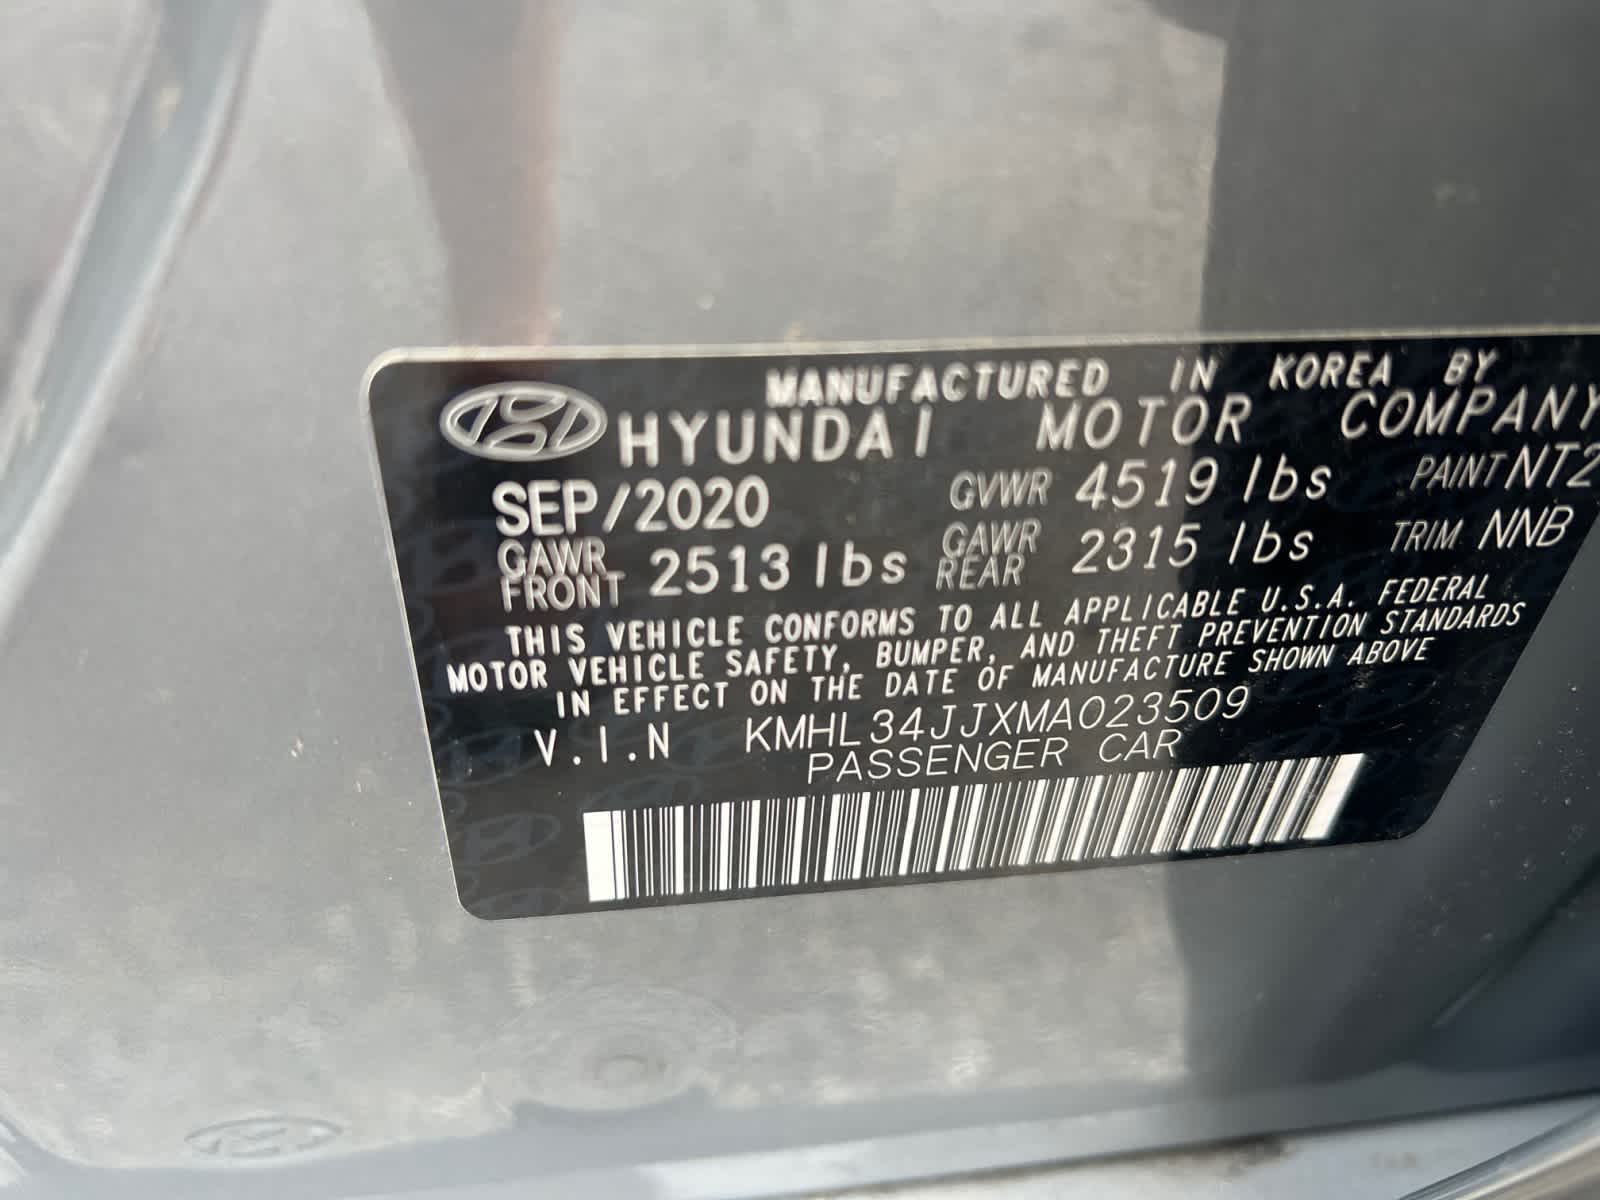 MANUFACTURED IN KOREA BY
HYUNDAI MOTOR COMPANY
SEP/2020 GVWR 4519 lbs PAINT NT2
GAWR FRONT 2513 lbs GAWR REAR 2315 lbs TRIM NNB
THIS VEHICLE CONFORMS TO ALL APPLICABLE U.S.A. FEDERAL
MOTOR VEHICLE SAFETY, BUMPER, AND THEFT PREVENTION STANDARDS
IN EFFECT ON THE DATE OF MANUFACTURE SHOWN ABOVE
V.I.N KMHL34JJXMA023509
PASSENGER CAR